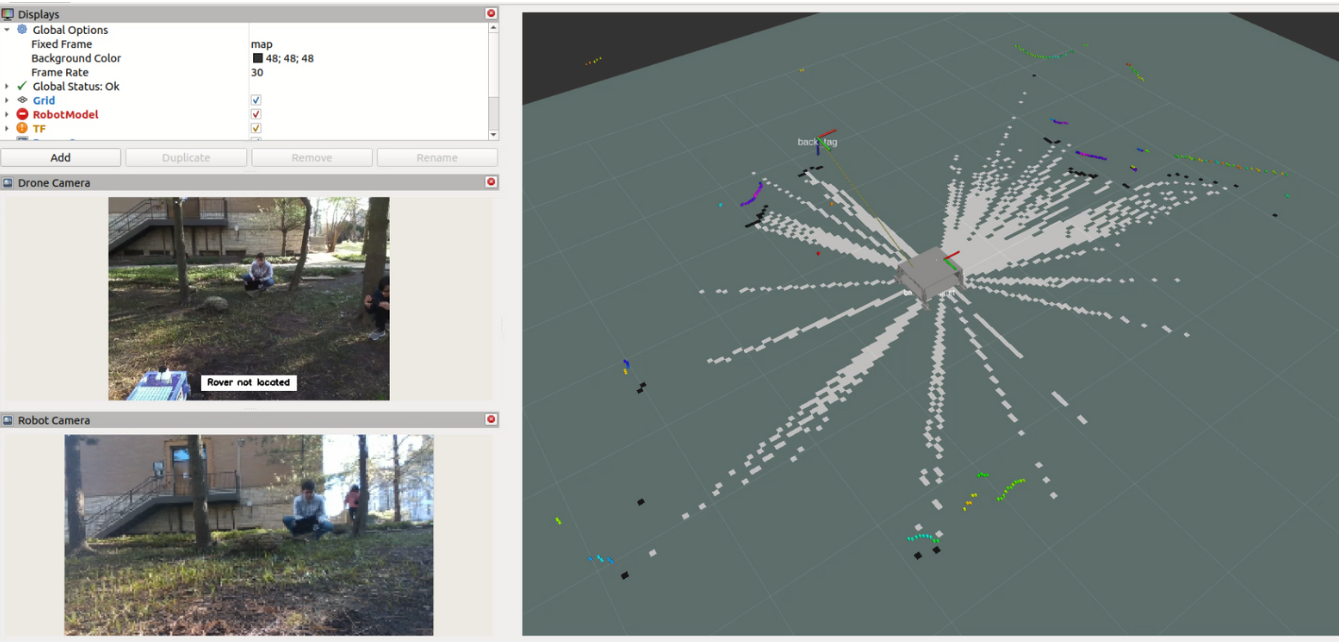 Displays
Global Options
Fixed Frame map
Background Color 48; 48; 48
Frame Rate 30
Global Status: Ok
Grid
RobotModel
TF
Add Duplicate Remove Rename
Drone Camera
Rover not located
Robot Camera
back_tag